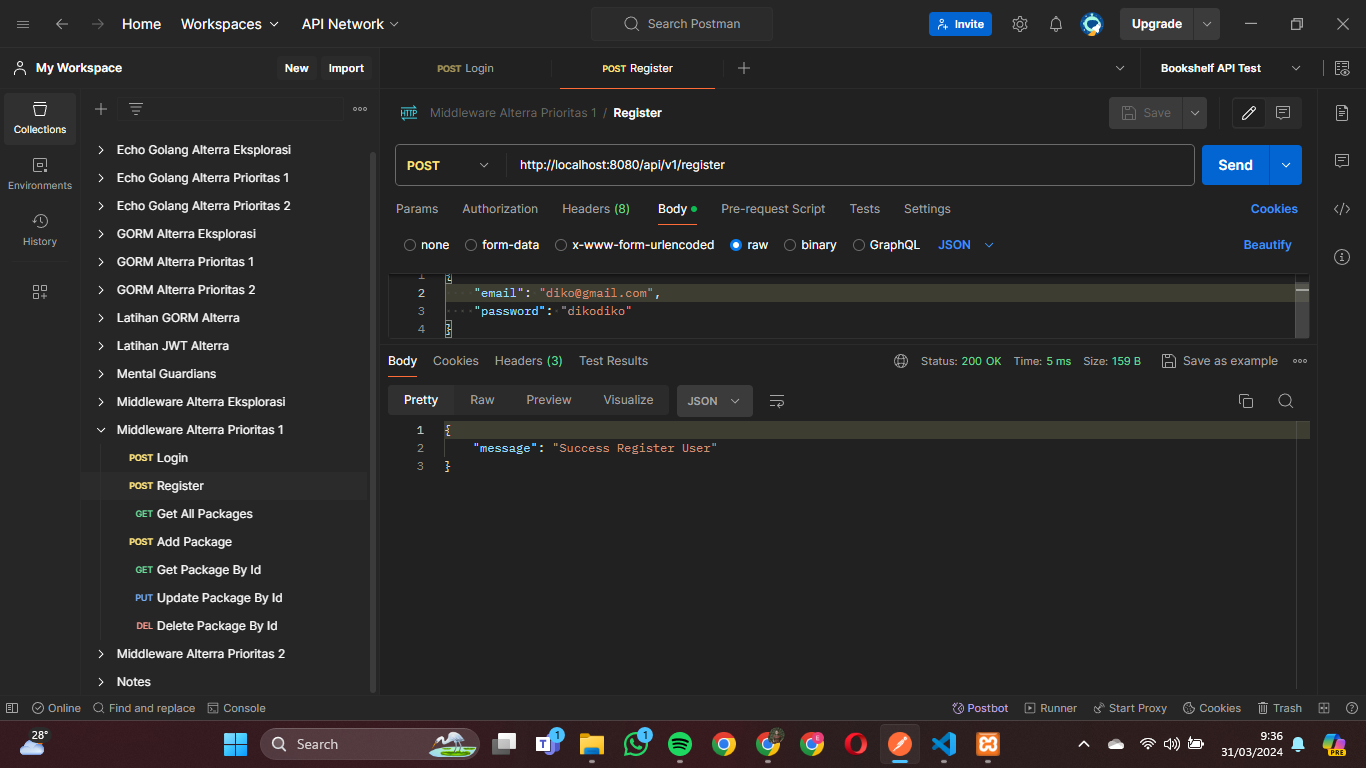 Home Workspaces API Network Search Postman Invite Upgrade
My Workspace New Import POST Login POST Register Bookshelf API Test
Collections
Environments
History
Echo Golang Alterra Eksplorasi
Echo Golang Alterra Prioritas 1
Echo Golang Alterra Prioritas 2
GORM Alterra Eksplorasi
GORM Alterra Prioritas 1
GORM Alterra Prioritas 2
Latihan GORM Alterra
Latihan JWT Alterra
Mental Guardians
Middleware Alterra Eksplorasi
Middleware Alterra Prioritas 1
POST Login
POST Register
GET Get All Packages
POST Add Package
GET Get Package By Id
PUT Update Package By Id
DEL Delete Package By Id
Middleware Alterra Prioritas 2
Notes
HTTP Middleware Alterra Prioritas 1 / Register Save
POST http://localhost:8080/api/v1/register Send
Params Authorization Headers (8) Body Pre-request Script Tests Settings Cookies
none form-data x-www-form-urlencoded raw binary GraphQL JSON Beautify
1 {
2 "email": "diko@gmail.com",
3 "password": "dikodiko"
4 }
Body Cookies Headers (3) Test Results Status: 200 OK Time: 5 ms Size: 159 B Save as example
Pretty Raw Preview Visualize JSON
1 {
2 "message": "Success Register User"
3 }
Online Find and replace Console Postbot Runner Start Proxy Cookies Trash
28° Search 1 1 9:36
31/03/2024
PRE